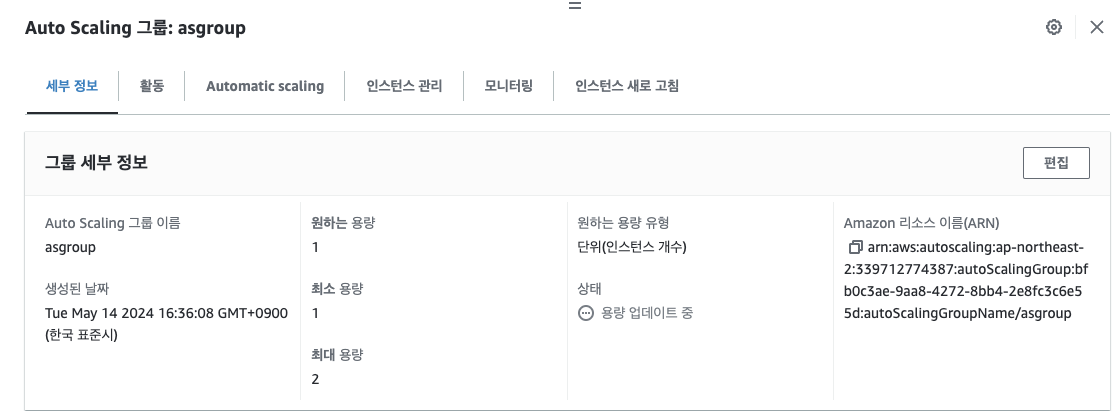 Auto Scaling 그룹: asgroup
세부 정보
활동
Automatic scaling
인스턴스 관리
모니터링
인스턴스 새로 고침
그룹 세부 정보
편집
Auto Scaling 그룹 이름
asgroup
생성된 날짜
Tue May 14 2024 16:36:08 GMT+0900
(한국 표준시)
원하는 용량
1
최소 용량
1
최대 용량
2
원하는 용량 유형
단위(인스턴스 개수)
상태
용량 업데이트 중
Amazon 리소스 이름(ARN)
arn:aws:autoscaling:ap-northeast-
2:339712774387:autoScalingGroup:bf
b0c3ae-9aa8-4272-8bb4-2e8fc3c6e5
5d:autoScalingGroupName/asgroup